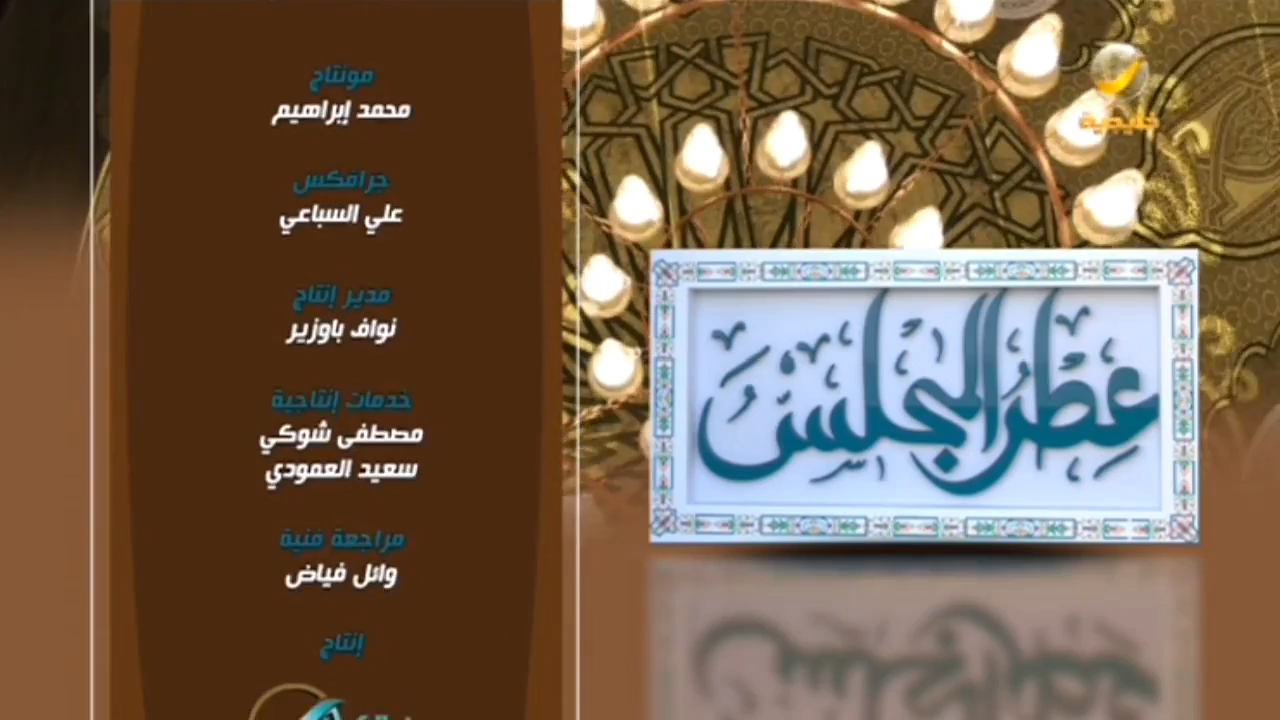 مونتاج
محمد إبراهيم
جرافكس
علي السباعي
مدير إنتاج
نواف باوزير
خدمات إنتاجية
مصطفى شوكي
سعيد العمودي
مراجعة فنية
وائل فياض
إنتاج
خليجية
عطر المجلس